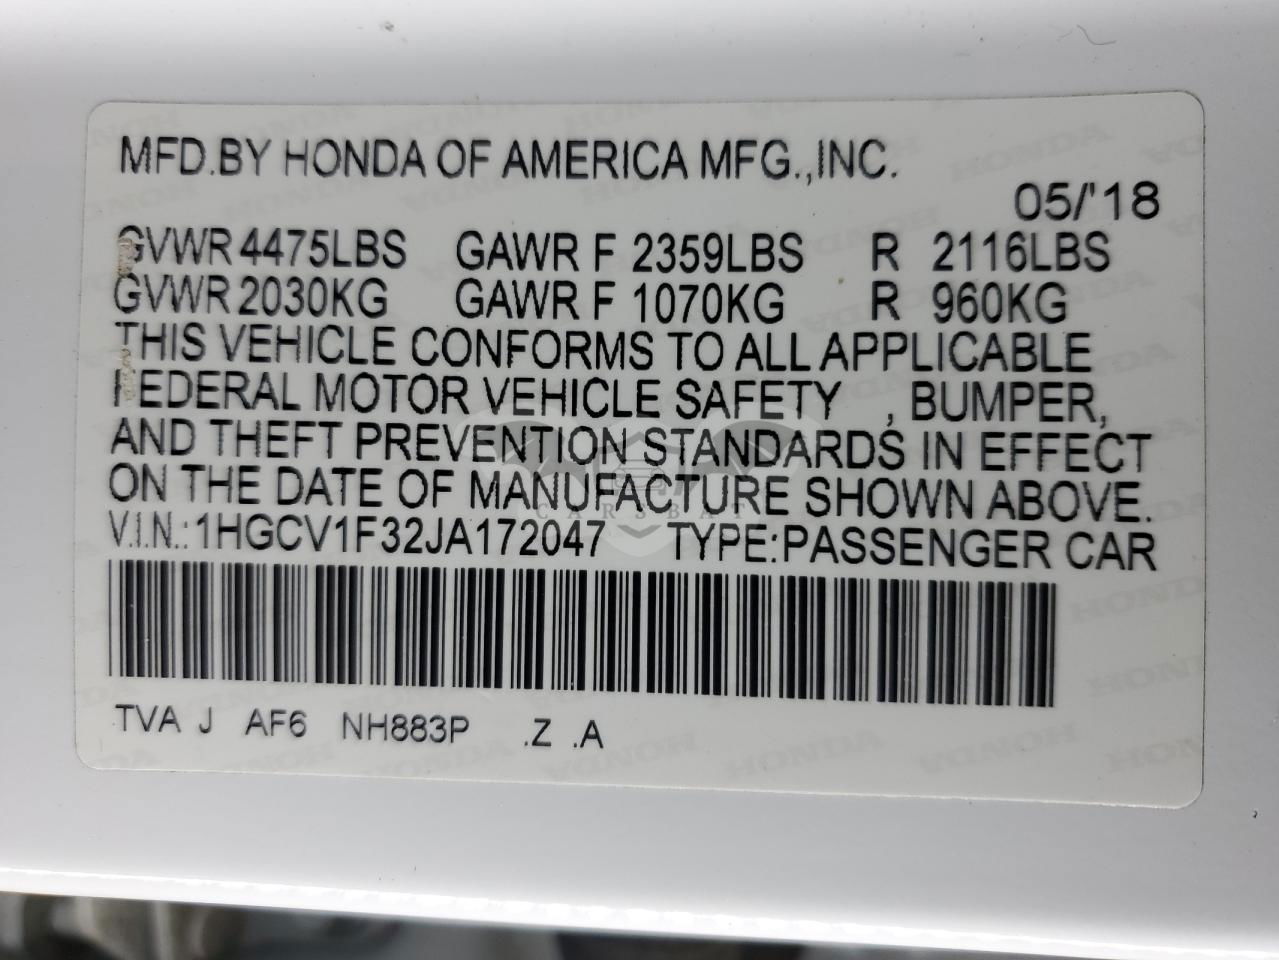 MFD.BY HONDA OF AMERICA MFG.,INC.
05/'18
GVWR 4475LBS GAWR F 2359LBS R 2116LBS
GVWR 2030KG GAWR F 1070KG R 960KG
THIS VEHICLE CONFORMS TO ALL APPLICABLE
FEDERAL MOTOR VEHICLE SAFETY , BUMPER,
AND THEFT PREVENTION STANDARDS IN EFFECT
ON THE DATE OF MANUFACTURE SHOWN ABOVE.
CARSBAT
V.I.N.:1HGCV1F32JA172047 TYPE:PASSENGER CAR
TVA J AF6 NH883P .Z .A